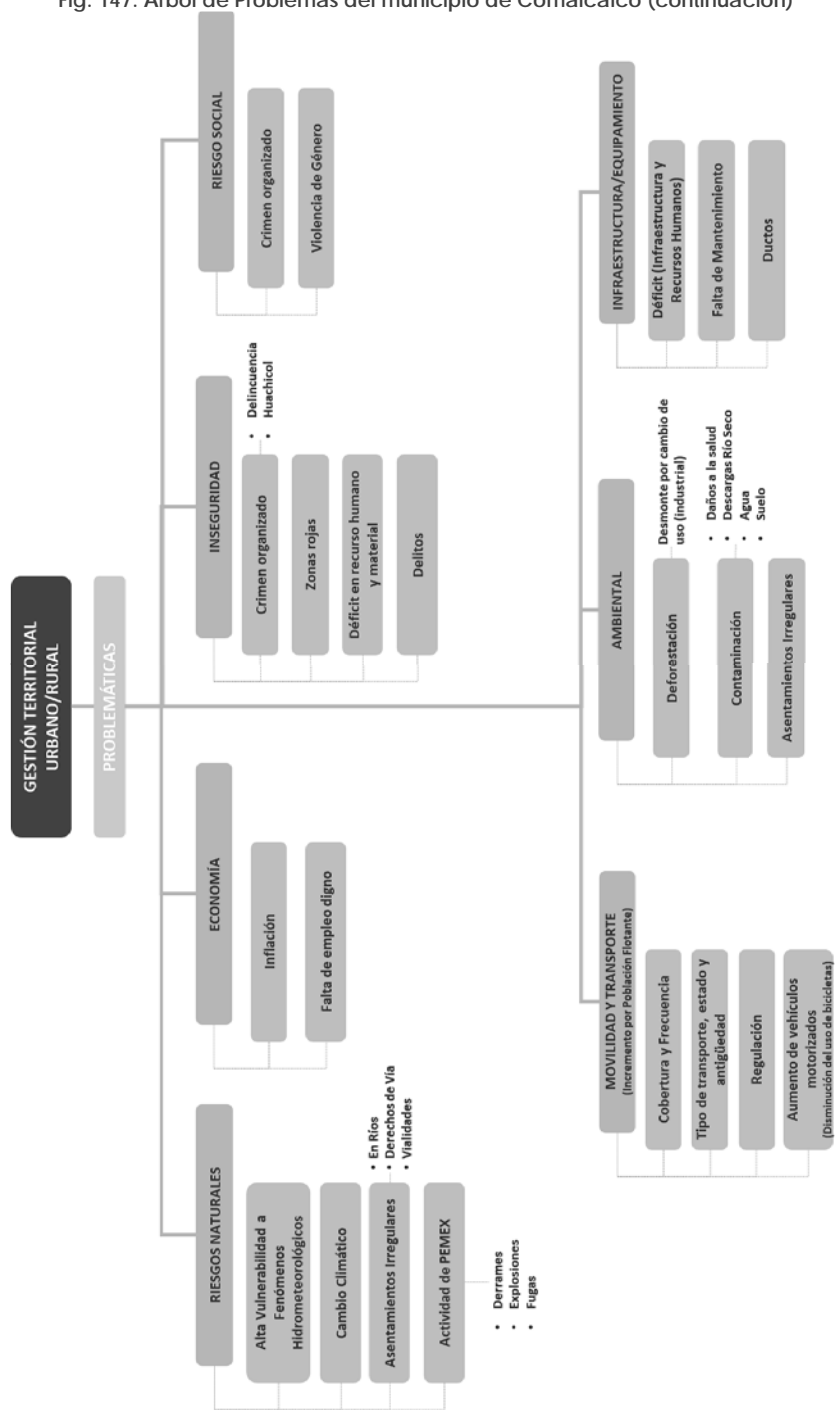 Fig. 147. Árbol de Problemas del municipio de Comalcalco (continuación)
GESTIÓN TERRITORIAL
URBANO/RURAL
PROBLEMÁTICAS
RIESGOS NATURALES
Alta Vulnerabilidad a
Fenómenos
Hidrometeorológicos
Cambio Climático
Asentamientos Irregulares
• En Ríos
• Derechos de Vía
• Vialidades
Actividad de PEMEX
• Derrames
• Explosiones
• Fugas
ECONOMÍA
Inflación
Falta de empleo digno
INSEGURIDAD
Crimen organizado
• Delincuencia
• Huachicol
Zonas rojas
Déficit en recurso humano
y material
Delitos
RIESGO SOCIAL
Crimen organizado
Violencia de Género
MOVILIDAD Y TRANSPORTE
(Incremento por Población Flotante)
Cobertura y Frecuencia
Tipo de transporte, estado y
antigüedad
Regulación
Aumento de vehículos
motorizados
(Disminución del uso de bicicletas)
AMBIENTAL
Deforestación
Desmonte por cambio de
uso (industrial)
Contaminación
• Daños a la salud
• Descargas Río Seco
• Agua
• Suelo
Asentamientos Irregulares
INFRAESTRUCTURA/EQUIPAMIENTO
Déficit (Infraestructura y
Recursos Humanos)
Falta de Mantenimiento
Ductos